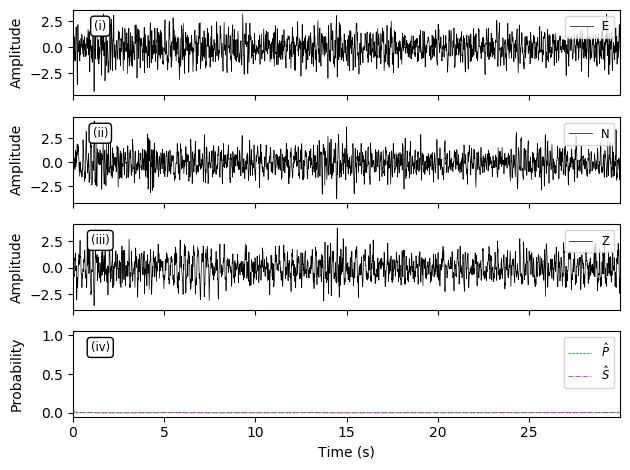 2.5
0.0
−2.5
Amplitude
(i)
E
2.5
0.0
−2.5
Amplitude
(ii)
N
2.5
0.0
−2.5
Amplitude
(iii)
Z
1.0
0.5
0.0
Probability
(iv)
P̂
Ŝ
0 5 10 15 20 25
Time (s)